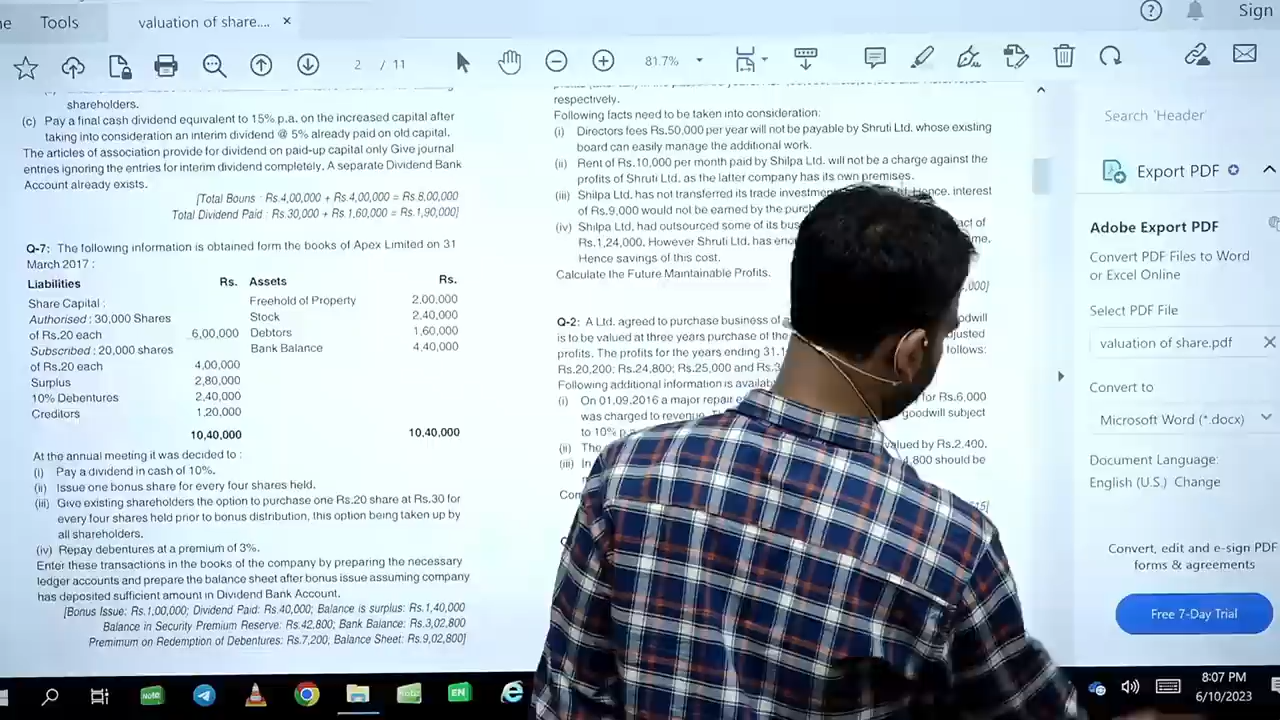 Tools
valuation of share.... ×
Sign
2 / 11
81.7%
shareholders.
(c) Pay a final cash dividend equivalent to 15% p.a. on the increased capital after
taking into consideration an interim dividend @ 5% already paid on old capital.
The articles of association provide for dividend on paid-up capital only Give journal
entries ignoring the entries for interim dividend completely. A separate Dividend Bank
Account already exists.
[Total Bouns : Rs.4,00,000 + Rs.4,00,000 = Rs.8,00,000
Total Dividend Paid : Rs.30,000 + Rs.1,60,000 = Rs.1,90,000]
Q-7: The following information is obtained form the books of Apex Limited on 31
March 2017 :
Liabilities Rs. Assets Rs.
Share Capital : Freehold of Property 2,00,000
Authorised : 30,000 Shares Stock 2,40,000
of Rs.20 each 6,00,000 Debtors 1,60,000
Subscribed : 20,000 shares Bank Balance 4,40,000
of Rs.20 each 4,00,000
Surplus 2,80,000
10% Debentures 2,40,000
Creditors 1,20,000
10,40,000 10,40,000
At the annual meeting it was decided to :
(i) Pay a dividend in cash of 10%.
(ii) Issue one bonus share for every four shares held.
(iii) Give existing shareholders the option to purchase one Rs.20 share at Rs.30 for
every four shares held prior to bonus distribution, this option being taken up by
all shareholders.
(iv) Repay debentures at a premium of 3%.
Enter these transactions in the books of the company by preparing the necessary
ledger accounts and prepare the balance sheet after bonus issue assuming company
has deposited sufficient amount in Dividend Bank Account.
[Bonus Issue: Rs.1,00,000; Dividend Paid: Rs.40,000; Balance is surplus: Rs.1,40,000
Balance in Security Premium Reserve: Rs.42,800; Bank Balance: Rs.3,02,800
Premimum on Redemption of Debentures: Rs.7,200, Balance Sheet: Rs.9,02,800]
respectively.
Following facts need to be taken into consideration:
(i) Directors fees Rs.50,000 per year will not be payable by Shruti Ltd. whose existing
board can easily manage the additional work.
(ii) Rent of Rs.10,000 per month paid by Shilpa Ltd. will not be a charge against the
profits of Shruti Ltd. as the latter company has its own premises.
(iii) Shilpa Ltd. has not transferred its trade Hence, interest
of Rs.9,000 would not be earned by the
(iv) Shilpa Ltd. had outsourced some of its of
Rs.1,24,000. However Shruti Ltd. has
Hence savings of this cost.
Calculate the Future Maintainable Profits.
,000]
Q-2: A Ltd. agreed to purchase business of
is to be valued at three years purchase of the
profits. The profits for the years ending follows:
Rs.20,200; Rs.24,800; Rs.25,000 and
Following additional information is
(i) On 01.09.2016 a major repair for Rs.6,000
was charged to goodwill subject
to 10%
(ii) The valued by Rs.2,400.
(iii) In should be
Search 'Header
Export PDF
Adobe Export PDF
Convert PDF Files to Word
or Excel Online
Select PDF File
valuation of share.pdf ×
Convert to
Microsoft Word (*.docx)
Document Language:
English (U.S.) Change
Convert, edit and e-sign PDF
forms & agreements
Free 7-Day Trial
Note
EN
8:07 PM
6/10/2023